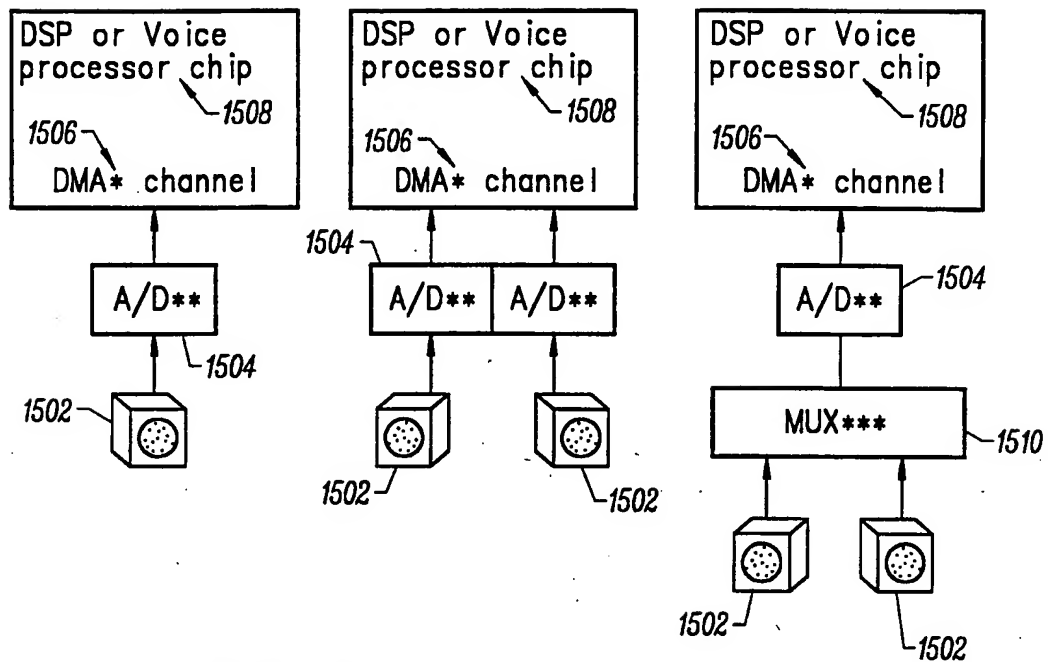 DSP or Voice
processor chip
1508
1506
DMA* channel
A/D**
1504
1502
DSP or Voice
processor chip
1508
1506
DMA* channel
1504
A/D** A/D**
1502
1502
DSP or Voice
processor chip
1508
1506
DMA* channel
A/D**
1504
MUX***
1510
1502
1502